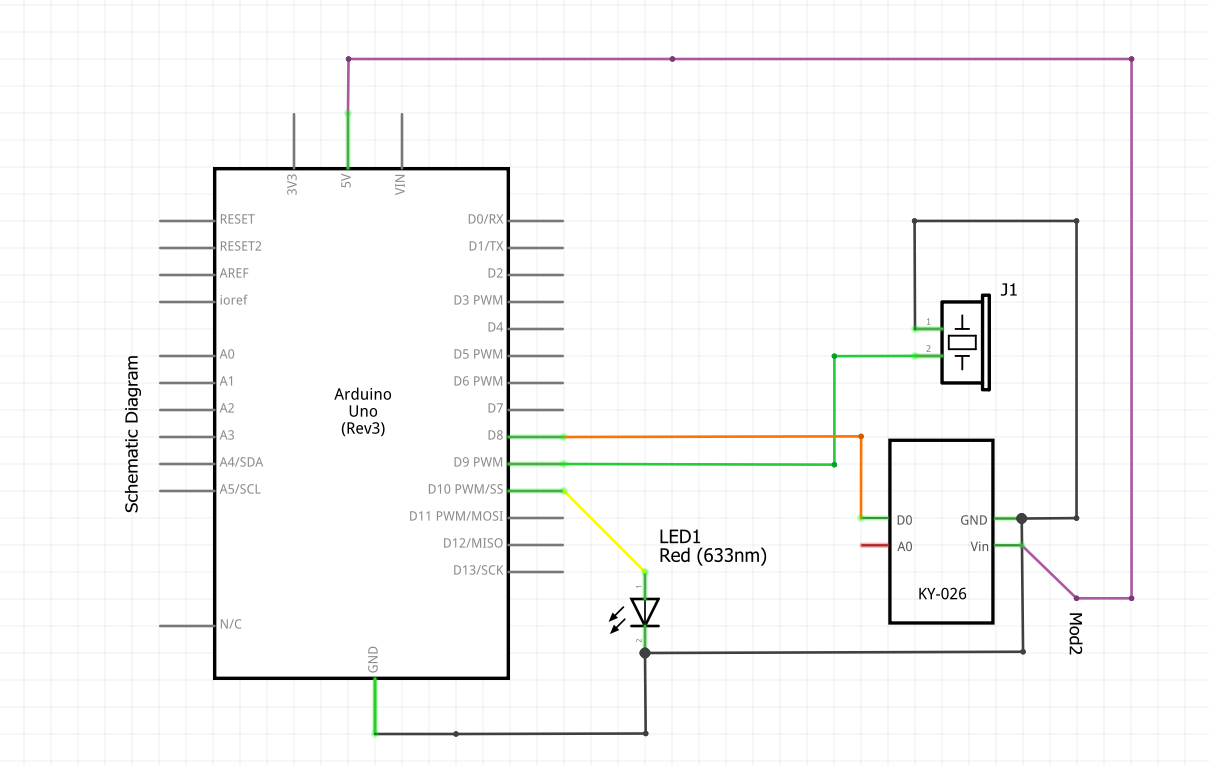 3V3
5V
VIN
RESET
RESET2
AREF
ioref
A0
A1
A2
A3
A4/SDA
A5/SCL
N/C
D0/RX
D1/TX
D2
D3 PWM
D4
D5 PWM
D6 PWM
D7
D8
D9 PWM
D10 PWM/SS
D11 PWM/MOSI
D12/MISO
D13/SCK
GND
Arduino
Uno
(Rev3)
Schematic Diagram
J1
1
2
LED1
Red (633nm)
1
2
D0
A0
GND
Vin
KY-026
Mod2